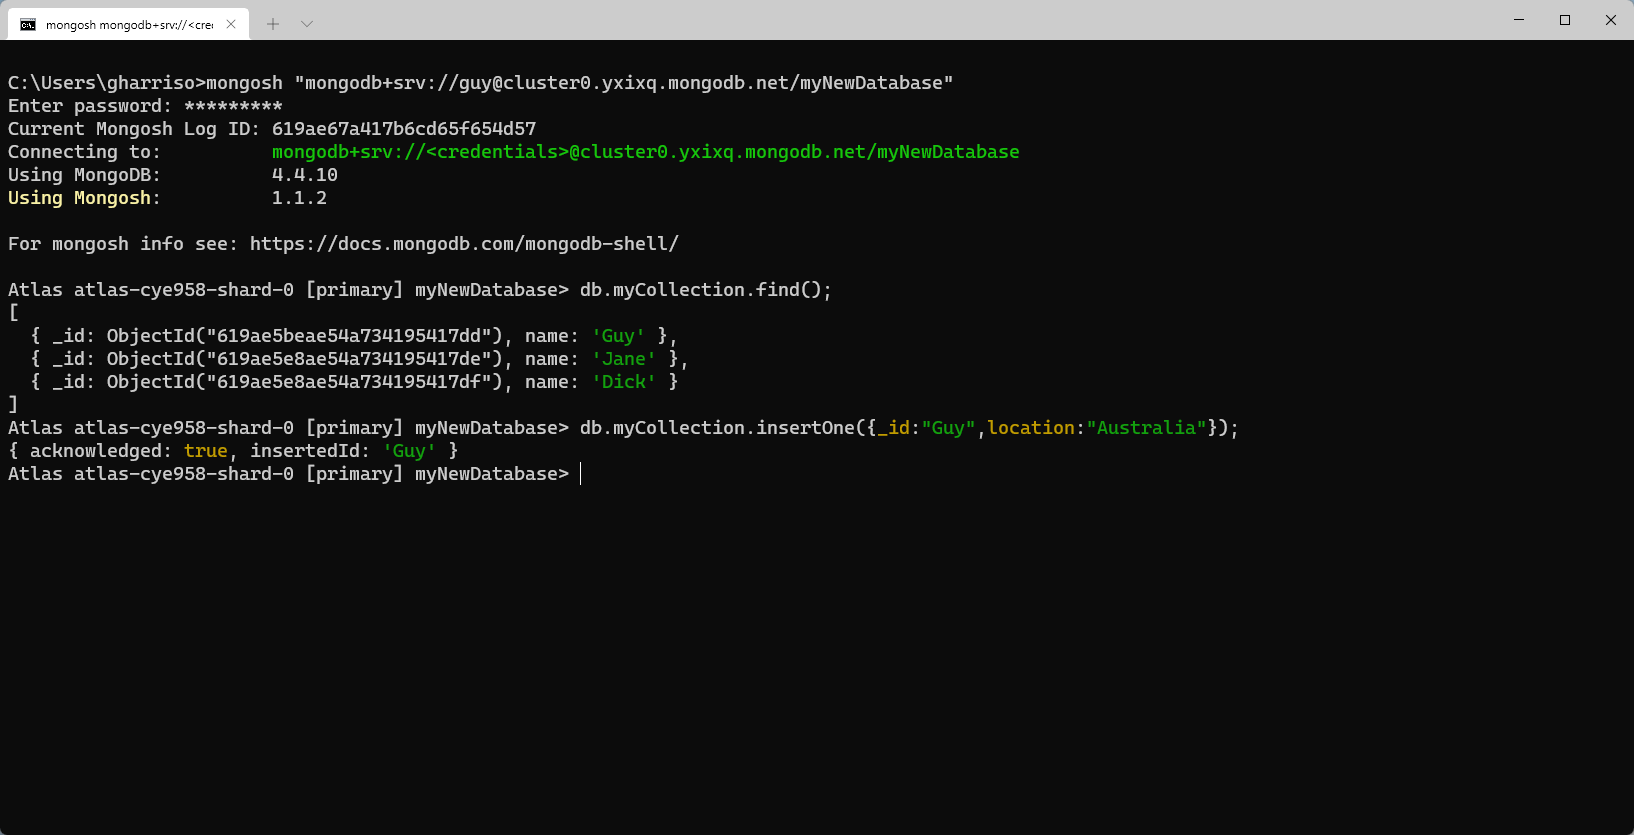 mongosh mongodb+srv://<cre
C:\Users\gharriso>mongosh "mongodb+srv://guy@cluster0.yxixq.mongodb.net/myNewDatabase"
Enter password: *********
Current Mongosh Log ID: 619ae67a417b6cd65f654d57
Connecting to:          mongodb+srv://<credentials>@cluster0.yxixq.mongodb.net/myNewDatabase
Using MongoDB:          4.4.10
Using Mongosh:          1.1.2
For mongosh info see: https://docs.mongodb.com/mongodb-shell/
Atlas atlas-cye958-shard-0 [primary] myNewDatabase> db.myCollection.find();
[
  { _id: ObjectId("619ae5beae54a734195417dd"), name: 'Guy' },
  { _id: ObjectId("619ae5e8ae54a734195417de"), name: 'Jane' },
  { _id: ObjectId("619ae5e8ae54a734195417df"), name: 'Dick' }
]
Atlas atlas-cye958-shard-0 [primary] myNewDatabase> db.myCollection.insertOne({_id:"Guy",location:"Australia"});
{ acknowledged: true, insertedId: 'Guy' }
Atlas atlas-cye958-shard-0 [primary] myNewDatabase>